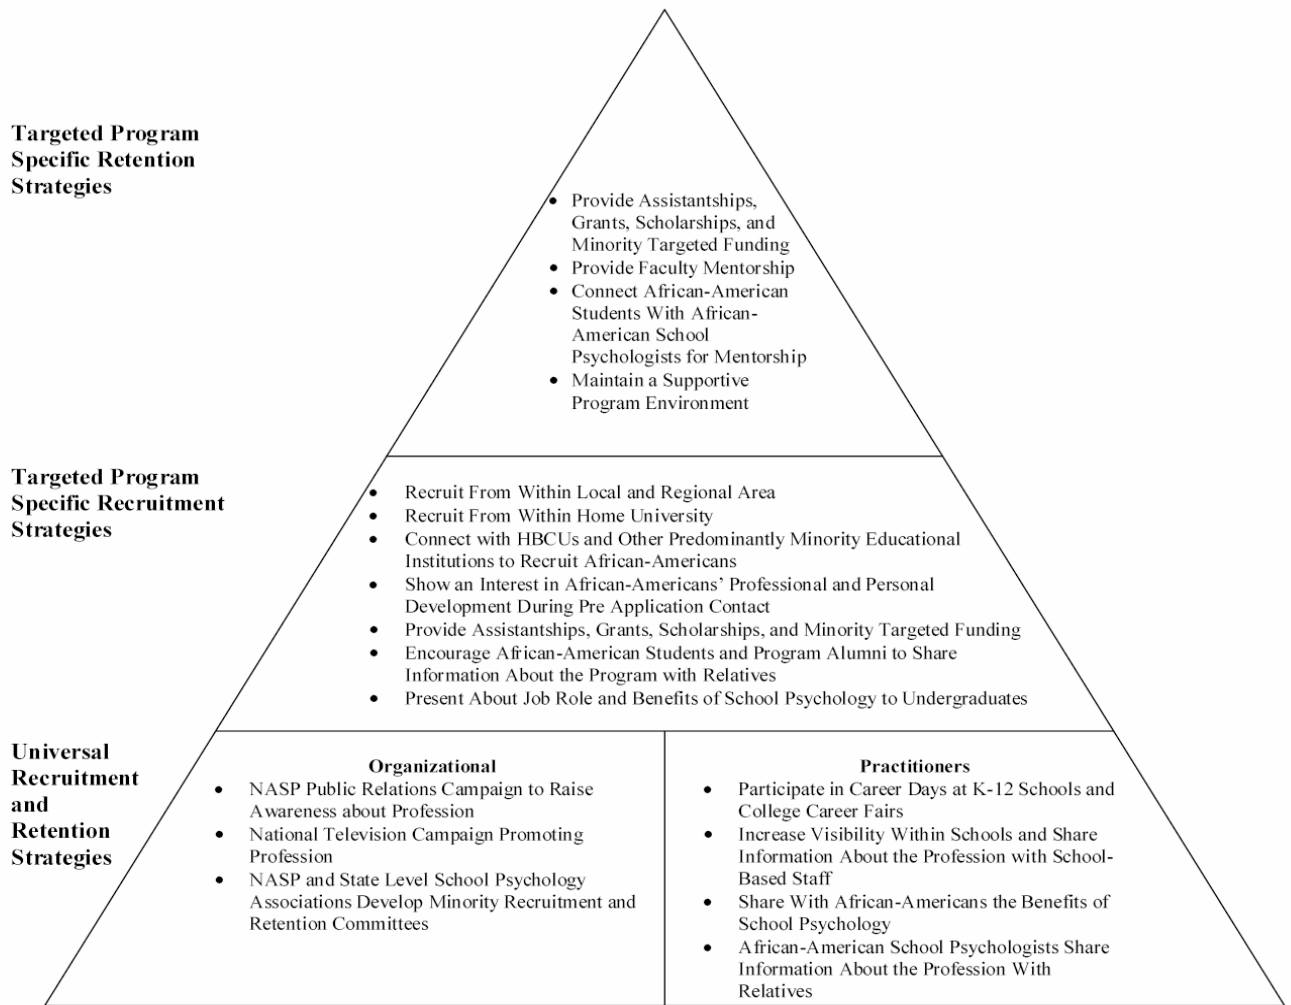 Targeted Program
Specific Retention
Strategies
• Provide Assistantships,
Grants, Scholarships, and
Minority Targeted Funding
• Provide Faculty Mentorship
• Connect African-American
Students With African-
American School
Psychologists for Mentorship
• Maintain a Supportive
Program Environment
Targeted Program
Specific Recruitment
Strategies
• Recruit From Within Local and Regional Area
• Recruit From Within Home University
• Connect with HBCUs and Other Predominantly Minority Educational
Institutions to Recruit African-Americans
• Show an Interest in African-Americans’ Professional and Personal
Development During Pre Application Contact
• Provide Assistantships, Grants, Scholarships, and Minority Targeted Funding
• Encourage African-American Students and Program Alumni to Share
Information About the Program with Relatives
• Present About Job Role and Benefits of School Psychology to Undergraduates
Universal
Recruitment
and
Retention
Strategies
Organizational
• NASP Public Relations Campaign to Raise
Awareness about Profession
• National Television Campaign Promoting
Profession
• NASP and State Level School Psychology
Associations Develop Minority Recruitment and
Retention Committees
Practitioners
• Participate in Career Days at K-12 Schools and
College Career Fairs
• Increase Visibility Within Schools and Share
Information About the Profession with School-
Based Staff
• Share With African-Americans the Benefits of
School Psychology
• African-American School Psychologists Share
Information About the Profession With
Relatives